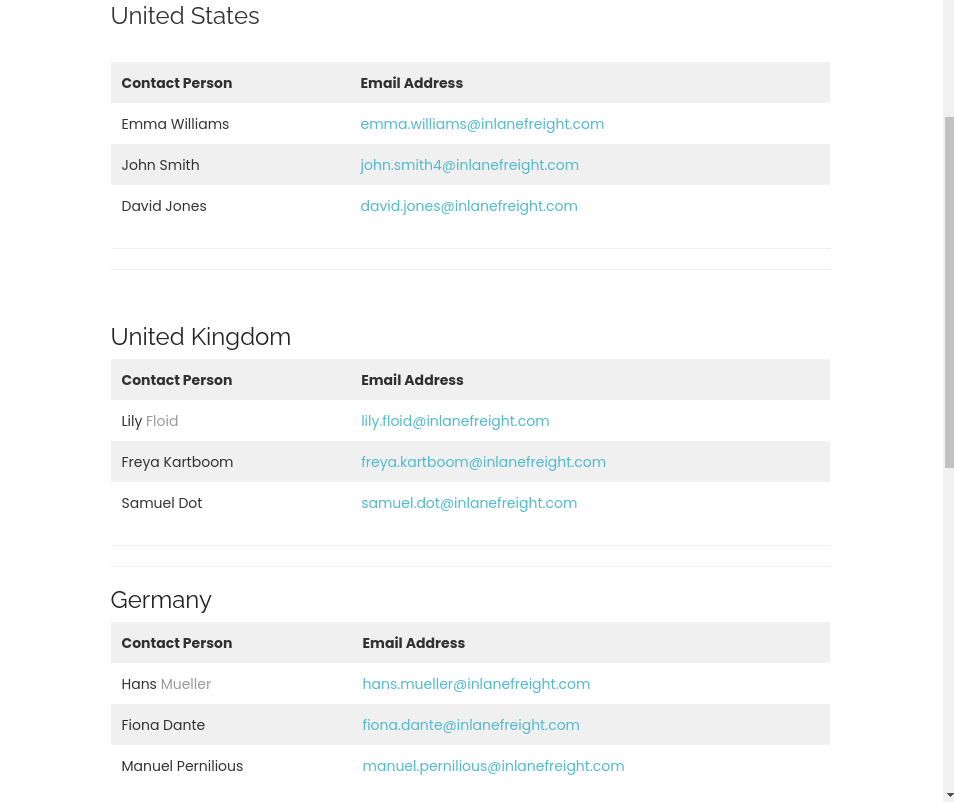 United States
Contact Person Email Address
Emma Williams emma.williams@inlanefreight.com
John Smith john.smith4@inlanefreight.com
David Jones david.jones@inlanefreight.com
United Kingdom
Contact Person Email Address
Lily Floid lily.floid@inlanefreight.com
Freya Kartboom freya.kartboom@inlanefreight.com
Samuel Dot samuel.dot@inlanefreight.com
Germany
Contact Person Email Address
Hans Mueller hans.mueller@inlanefreight.com
Fiona Dante fiona.dante@inlanefreight.com
Manuel Pernilious manuel.pernilious@inlanefreight.com